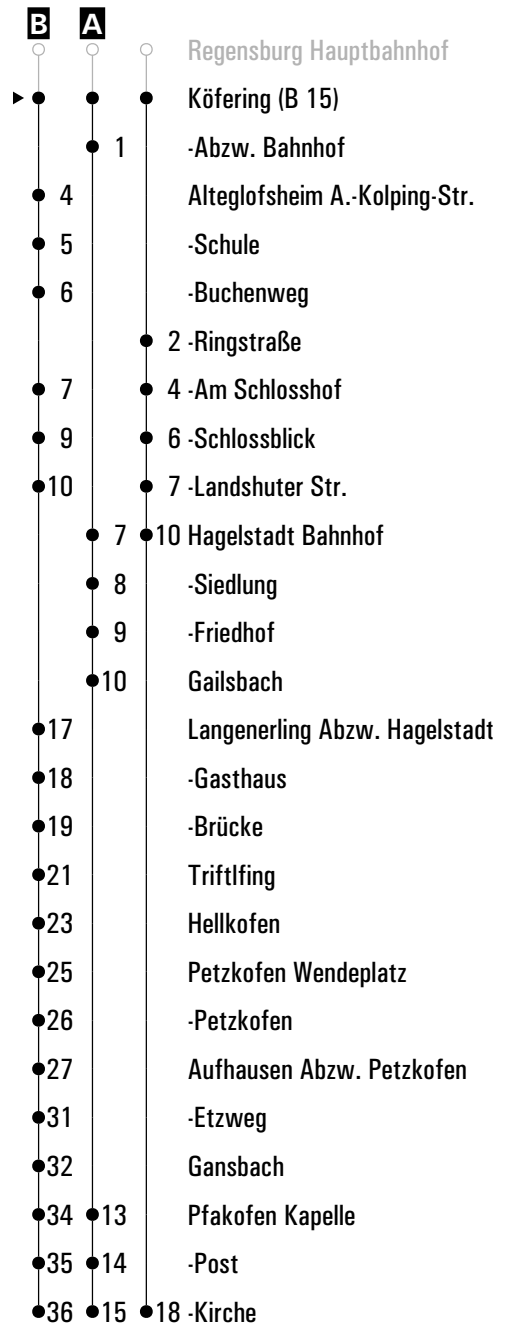 B A
Regensburg Hauptbahnhof
Köfering (B 15)
1 -Abzw. Bahnhof
4 Alteglofsheim A.-Kolping-Str.
5 -Schule
6 -Buchenweg
2 -Ringstraße
7 4 -Am Schlosshof
9 6 -Schlossblick
10 7 -Landshuter Str.
7 10 Hagelstadt Bahnhof
8 -Siedlung
9 -Friedhof
10 Gailsbach
17 Langenerling Abzw. Hagelstadt
18 -Gasthaus
19 -Brücke
21 Triftlfing
23 Hellkofen
25 Petzkofen Wendeplatz
26 -Petzkofen
27 Aufhausen Abzw. Petzkofen
31 -Etzweg
32 Gansbach
34 13 Pfakofen Kapelle
35 14 -Post
36 15 18 -Kirche